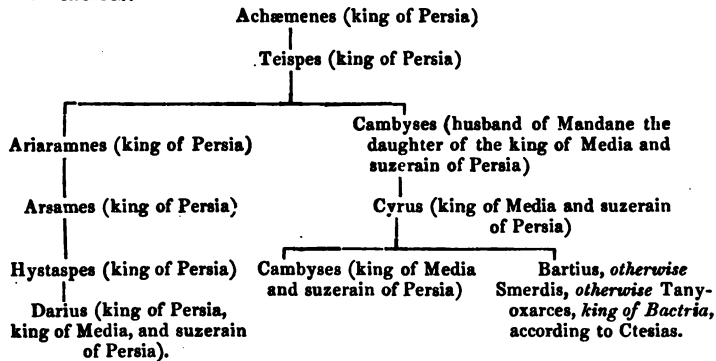 Achæmenes (king of Persia)
Teispes (king of Persia)
Ariaramnes (king of Persia)
Cambyses (husband of Mandane the
daughter of the king of Media and
suzerain of Persia)
Arsames (king of Persia)
Cyrus (king of Media and suzerain
of Persia)
Hystaspes (king of Persia)
Cambyses (king of Media
and suzerain of Persia)
Bartius, otherwise
Smerdis, otherwise Tany-
oxarces, king of Bactria,
according to Ctesias.
Darius (king of Persia,
king of Media, and suzerain
of Persia).